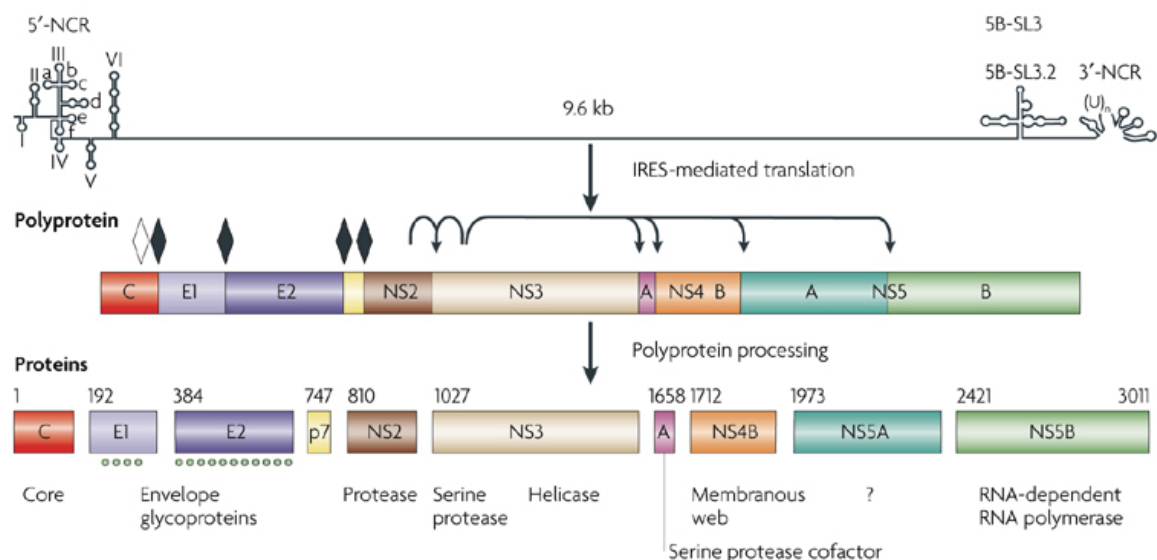 5′-NCR
5B-SL3
III
VI
II a b c
5B-SL3.2
3′-NCR
d
(U)n
e
9.6 kb
f
I
IV
V
IRES-mediated translation
Polyprotein
C E1 E2 NS2 NS3 A NS4 B A NS5 B
Polyprotein processing
Proteins
1 192 384 747 810 1027 1658 1712 1973 2421 3011
C E1 E2 p7 NS2 NS3 A NS4B NS5A NS5B
Core
Envelope
glycoproteins
Protease
Serine
protease
Helicase
Membranous
web
?
RNA-dependent
RNA polymerase
Serine protease cofactor